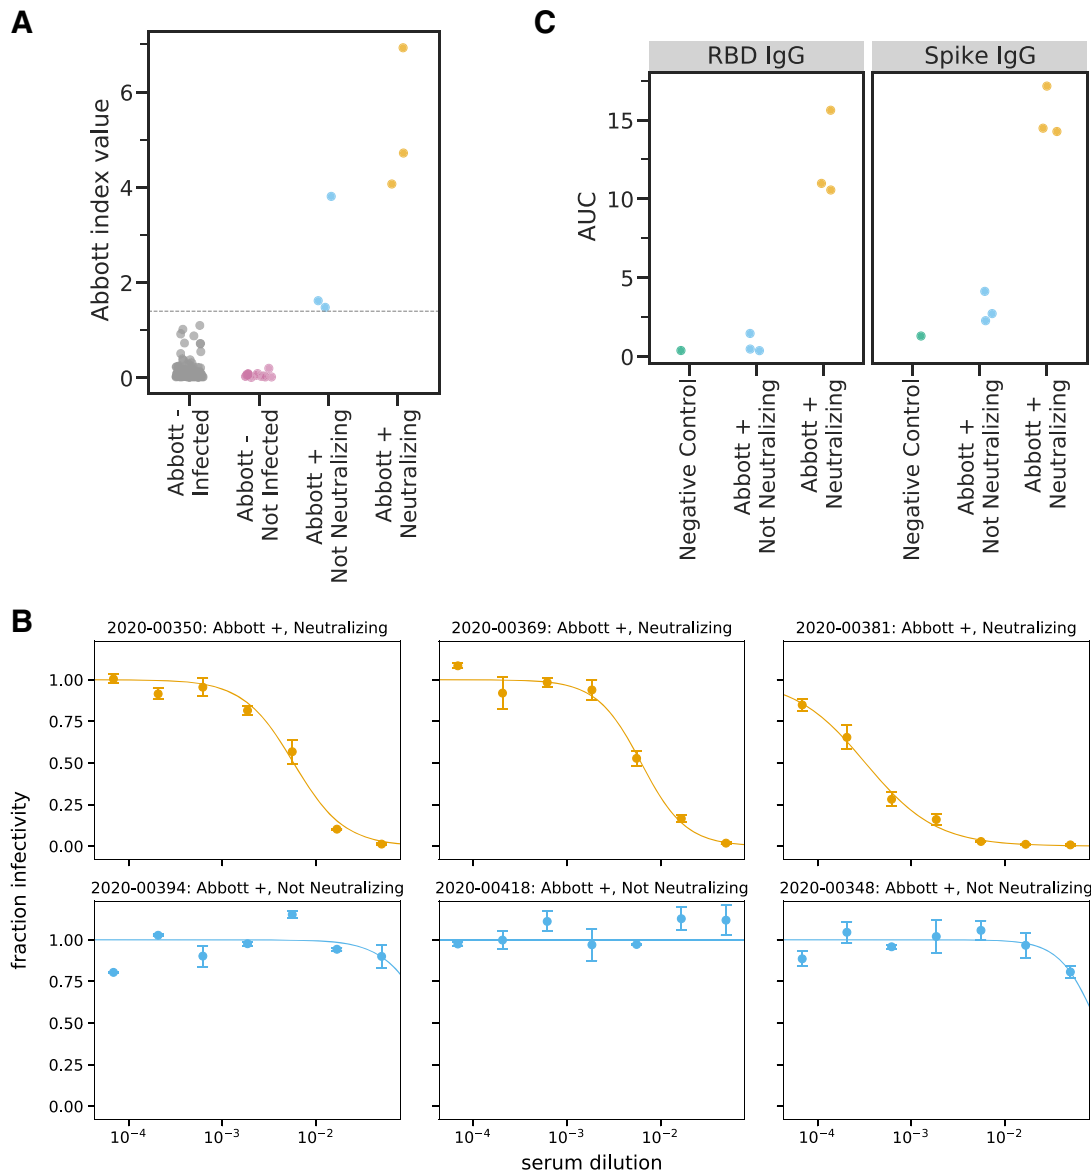 A
Abbott index value
6
4
2
0
Abbott -
Infected
Abbott -
Not Infected
Abbott +
Not Neutralizing
Abbott +
Neutralizing
C
RBD IgG
Spike IgG
AUC
15
10
5
0
Negative Control
Abbott +
Not Neutralizing
Abbott +
Neutralizing
Negative Control
Abbott +
Not Neutralizing
Abbott +
Neutralizing
B
fraction infectivity
2020-00350: Abbott +, Neutralizing
2020-00369: Abbott +, Neutralizing
2020-00381: Abbott +, Neutralizing
1.00
0.75
0.50
0.25
0.00
2020-00394: Abbott +, Not Neutralizing
2020-00418: Abbott +, Not Neutralizing
2020-00348: Abbott +, Not Neutralizing
1.00
0.75
0.50
0.25
0.00
10⁻⁴ 10⁻³ 10⁻²
10⁻⁴ 10⁻³ 10⁻²
10⁻⁴ 10⁻³ 10⁻²
serum dilution